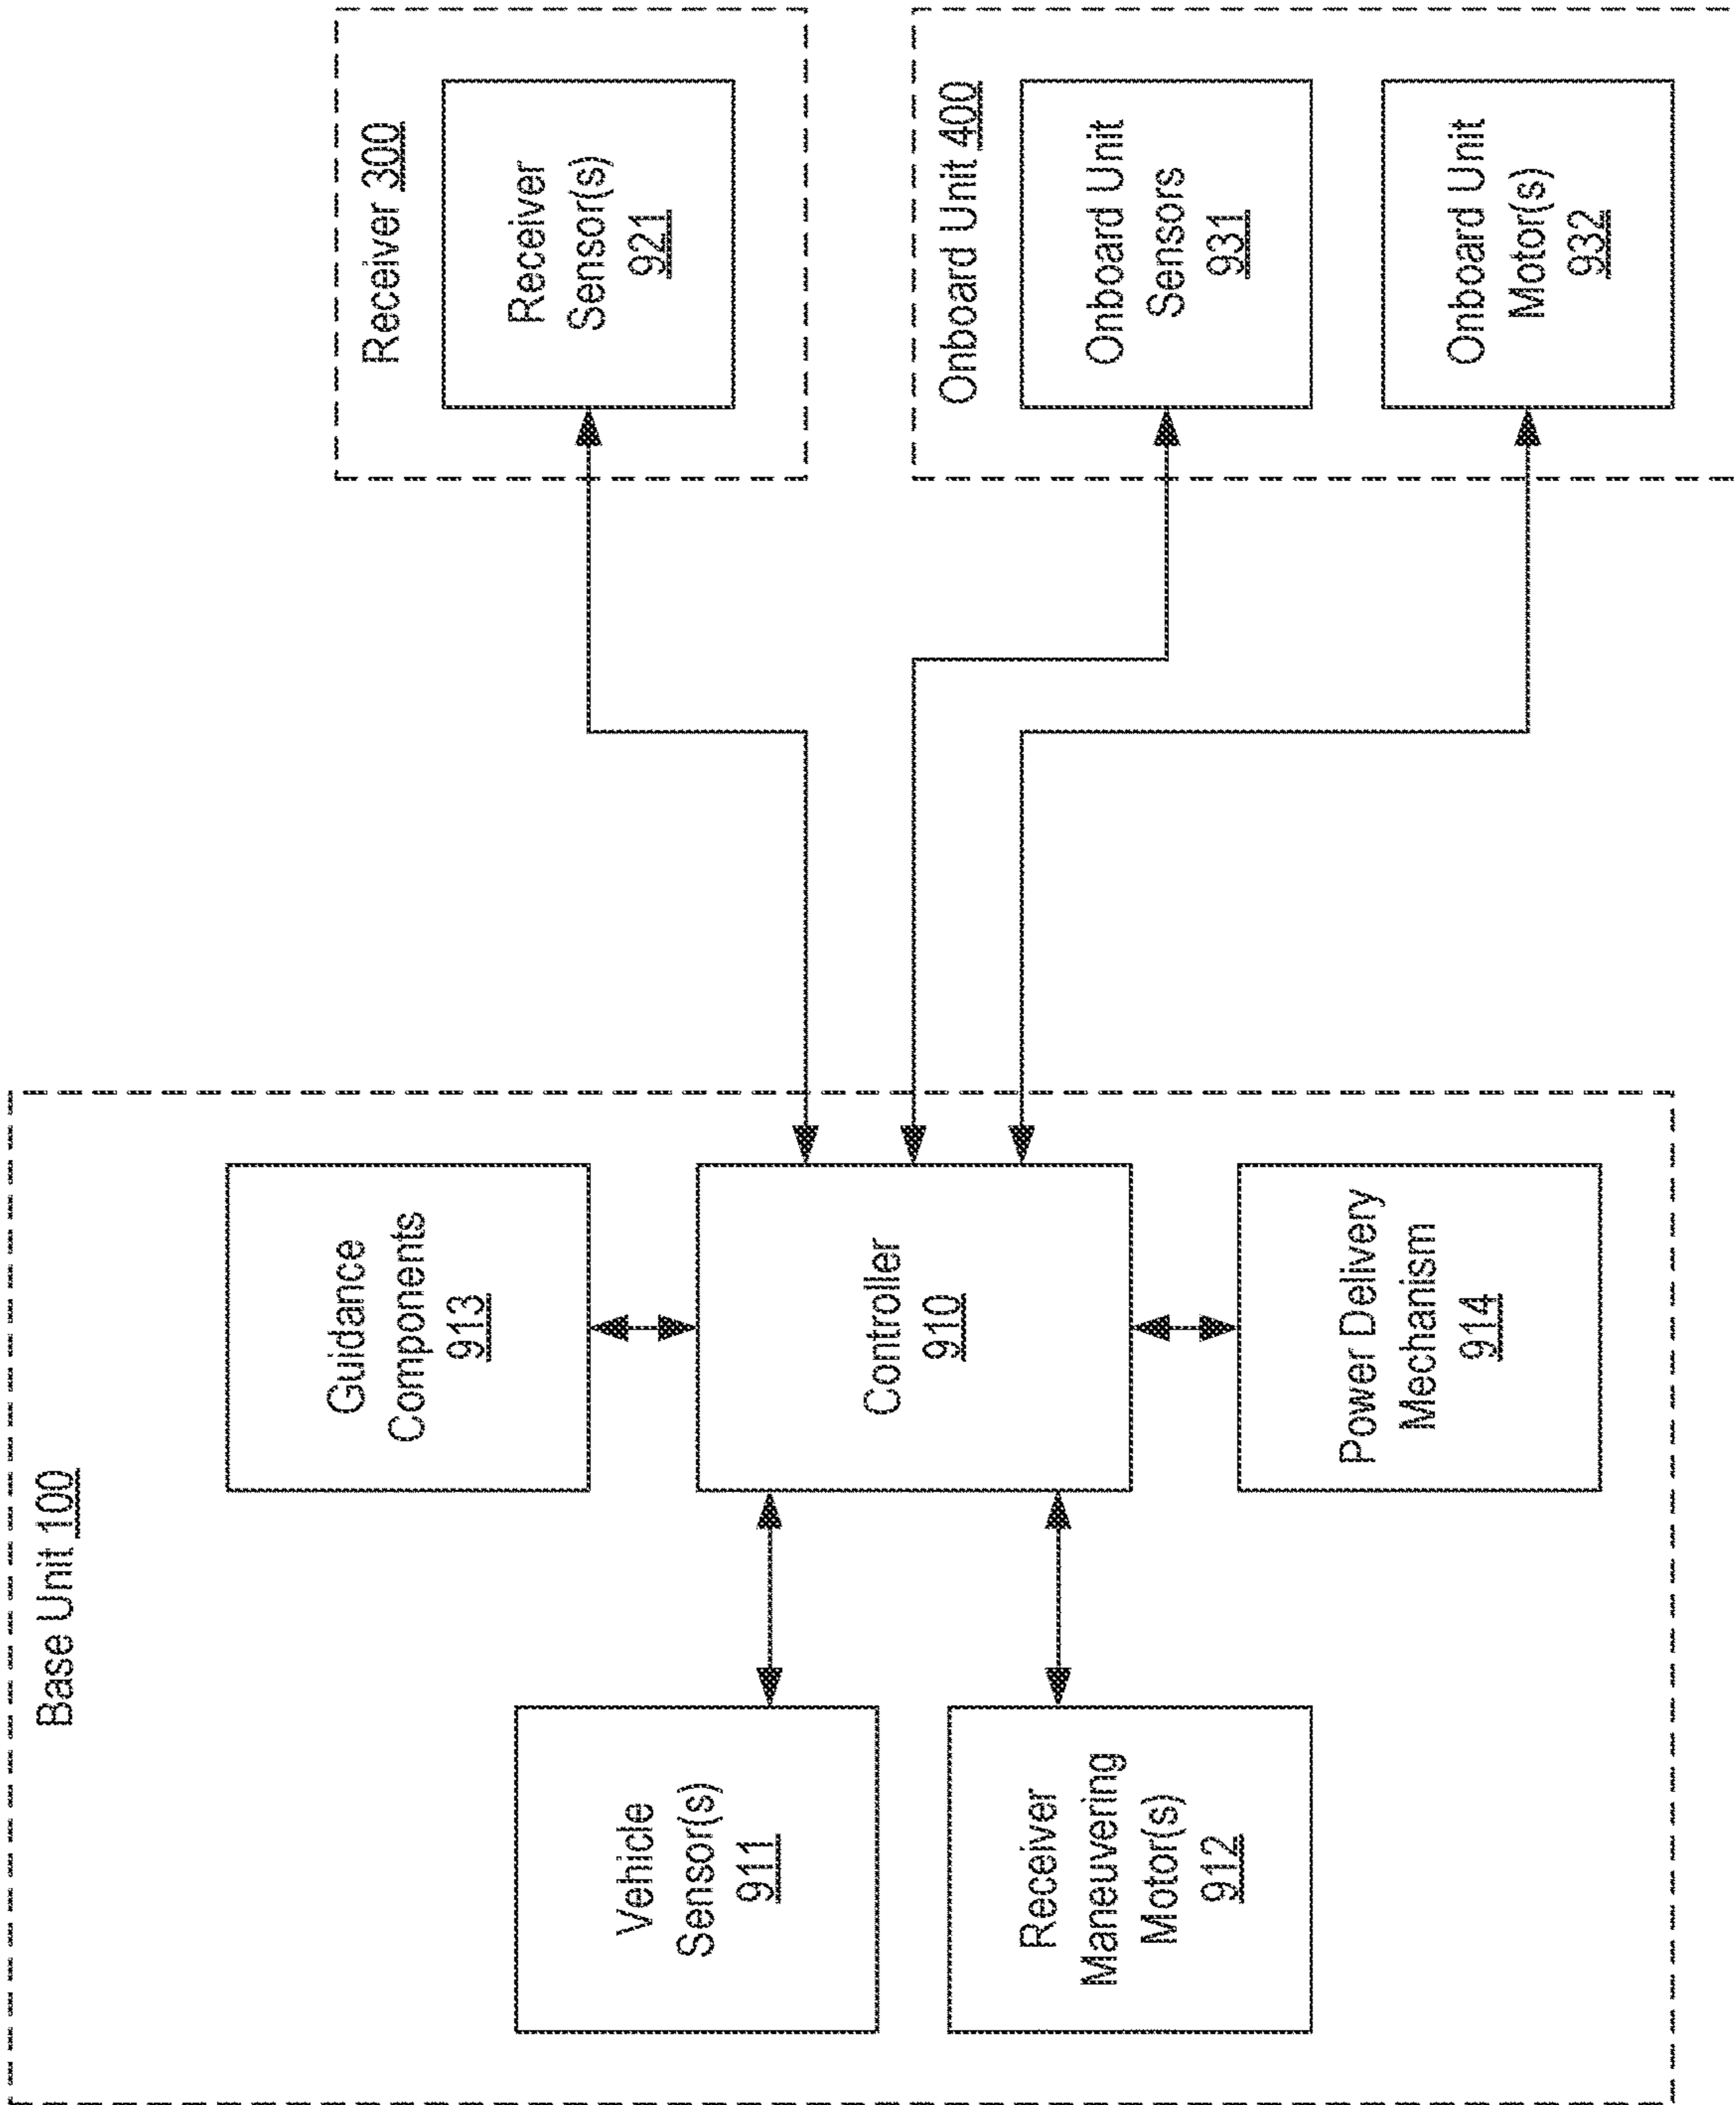 Base Unit 100
Vehicle
Sensor(s)
911
Receiver
Maneuvering
Motor(s)
912
Guidance
Components
913
Controller
910
Power Delivery
Mechanism
914
Receiver 300
Receiver
Sensor(s)
921
Onboard Unit 400
Onboard Unit
Sensors
931
Onboard Unit
Motor(s)
932